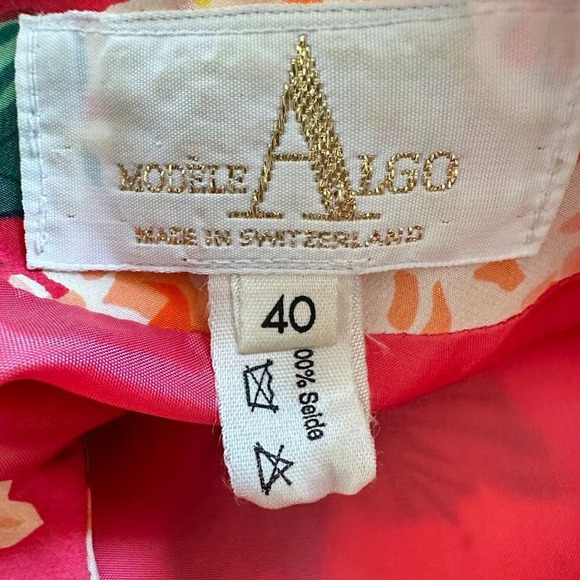 MODÈLE ALGO
MADE IN SWITZERLAND
40
00% Seide